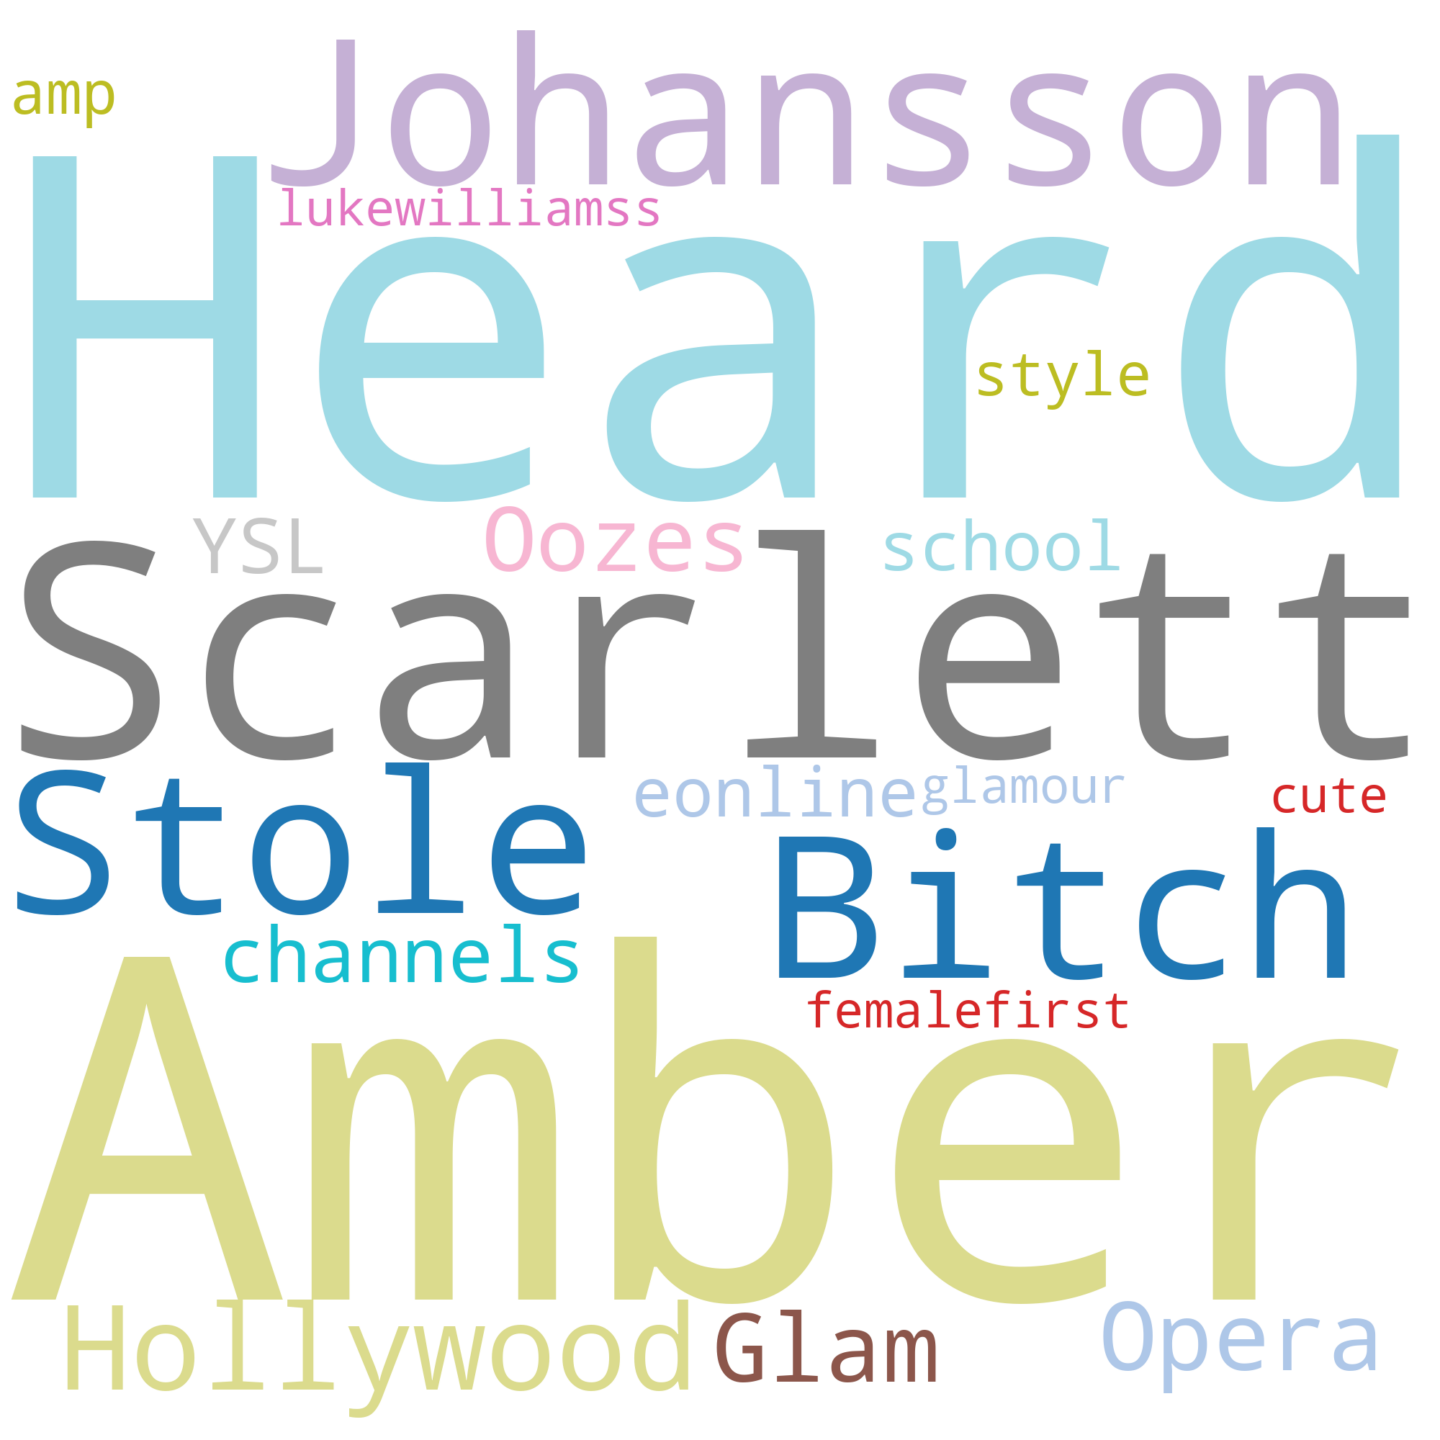 Johansson
amp
Heard
lukewilliamss
style
YSL Oozes school
Scarlett
Stole eonline glamour cute
Bitch
channels
femalefirst
Amber
Hollywood Glam Opera